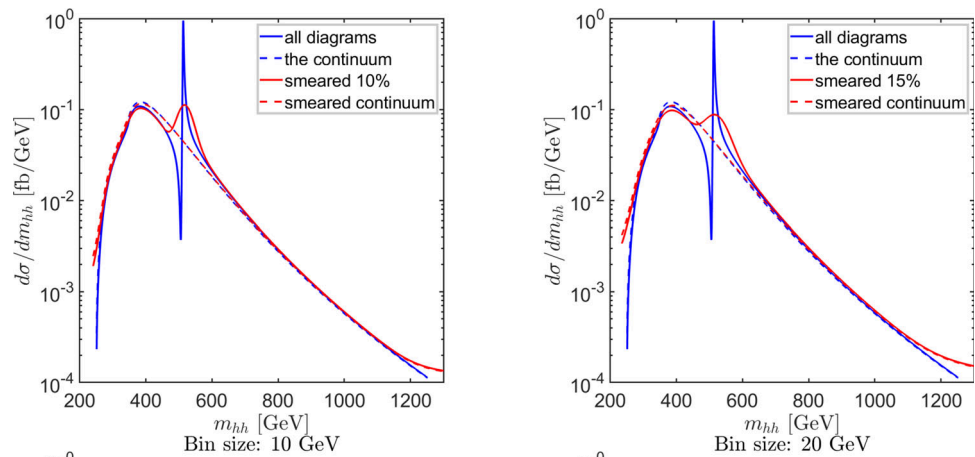 all diagrams
the continuum
smeared 10%
smeared continuum
10^0
10^-1
10^-2
10^-3
10^-4
dσ/dm_hh [fb/GeV]
200 400 600 800 1000 1200
m_hh [GeV]
Bin size: 10 GeV
all diagrams
the continuum
smeared 15%
smeared continuum
10^0
10^-1
10^-2
10^-3
10^-4
dσ/dm_hh [fb/GeV]
200 400 600 800 1000 1200
m_hh [GeV]
Bin size: 20 GeV